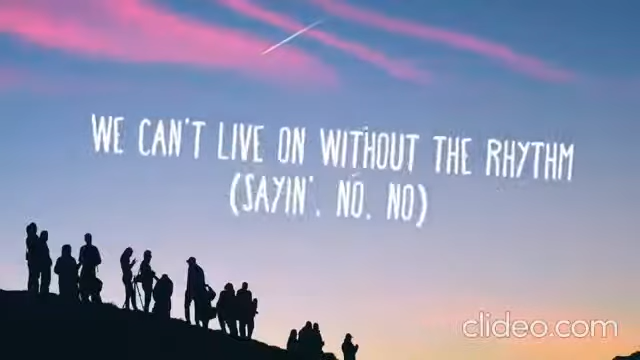 WE CAN'T LIVE ON WITHOUT THE RHYTHM
(SAYIN', NO, NO)
clideo.com